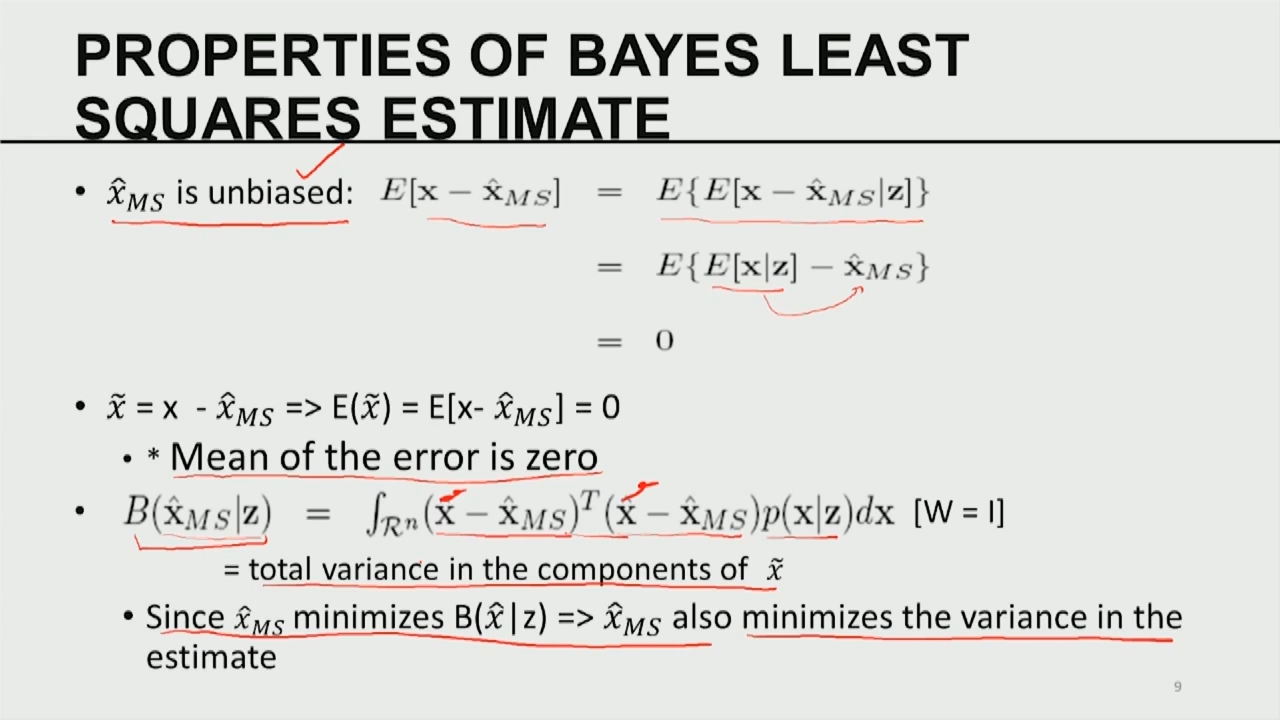 PROPERTIES OF BAYES LEAST
SQUARES ESTIMATE
• x̂_MS is unbiased: E[x − x̂_MS] = E{E[x − x̂_MS|z]}
= E{E[x|z] − x̂_MS}
= 0
• x̃ = x - x̂_MS => E(x̃) = E[x- x̂_MS] = 0
• * Mean of the error is zero
• B(x̂_MS|z) = ∫_ℛⁿ (x − x̂_MS)ᵀ(x − x̂_MS)p(x|z)dx [W = I]
= total variance in the components of x̃
• Since x̂_MS minimizes B(x̂|z) => x̂_MS also minimizes the variance in the
estimate
9